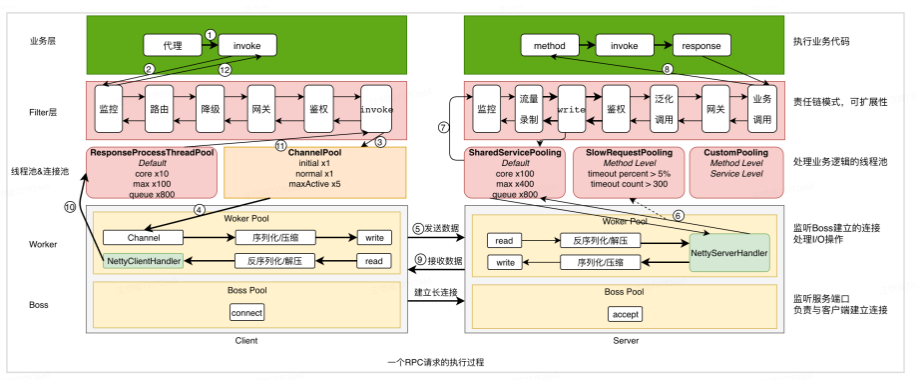 业务层
代理
①
invoke
②
⑫
method
invoke
response
⑧
执行业务代码
Filter层
监控
路由
降级
网关
鉴权
invoke
监控
流量
录制
write
鉴权
泛化
调用
网关
业务
调用
责任链模式，可扩展性
⑪
③
⑦
线程池&连接池
ResponseProcessThreadPool
Default
core x10
max x100
queue x800
ChannelPool
initial x1
normal x1
maxActive x5
SharedServicePooling
Default
core x100
max x400
queue x800
SlowRequestPooling
Method Level
timeout percent > 5%
timeout count > 300
CustomPooling
Method Level
Service Level
处理业务逻辑的线程池
⑩
④
⑥
Worker
Woker Pool
Channel
序列化/压缩
write
NettyClientHandler
反序列化/解压
read
⑤发送数据
⑨接收数据
Woker Pool
read
反序列化/解压
write
序列化/压缩
NettyServerHandler
监听Boss建立的连接
处理I/O操作
Boss
Boss Pool
connect
建立长连接
Boss Pool
accept
监听服务端口
负责与客户端建立连接
Client
Server
一个RPC请求的执行过程